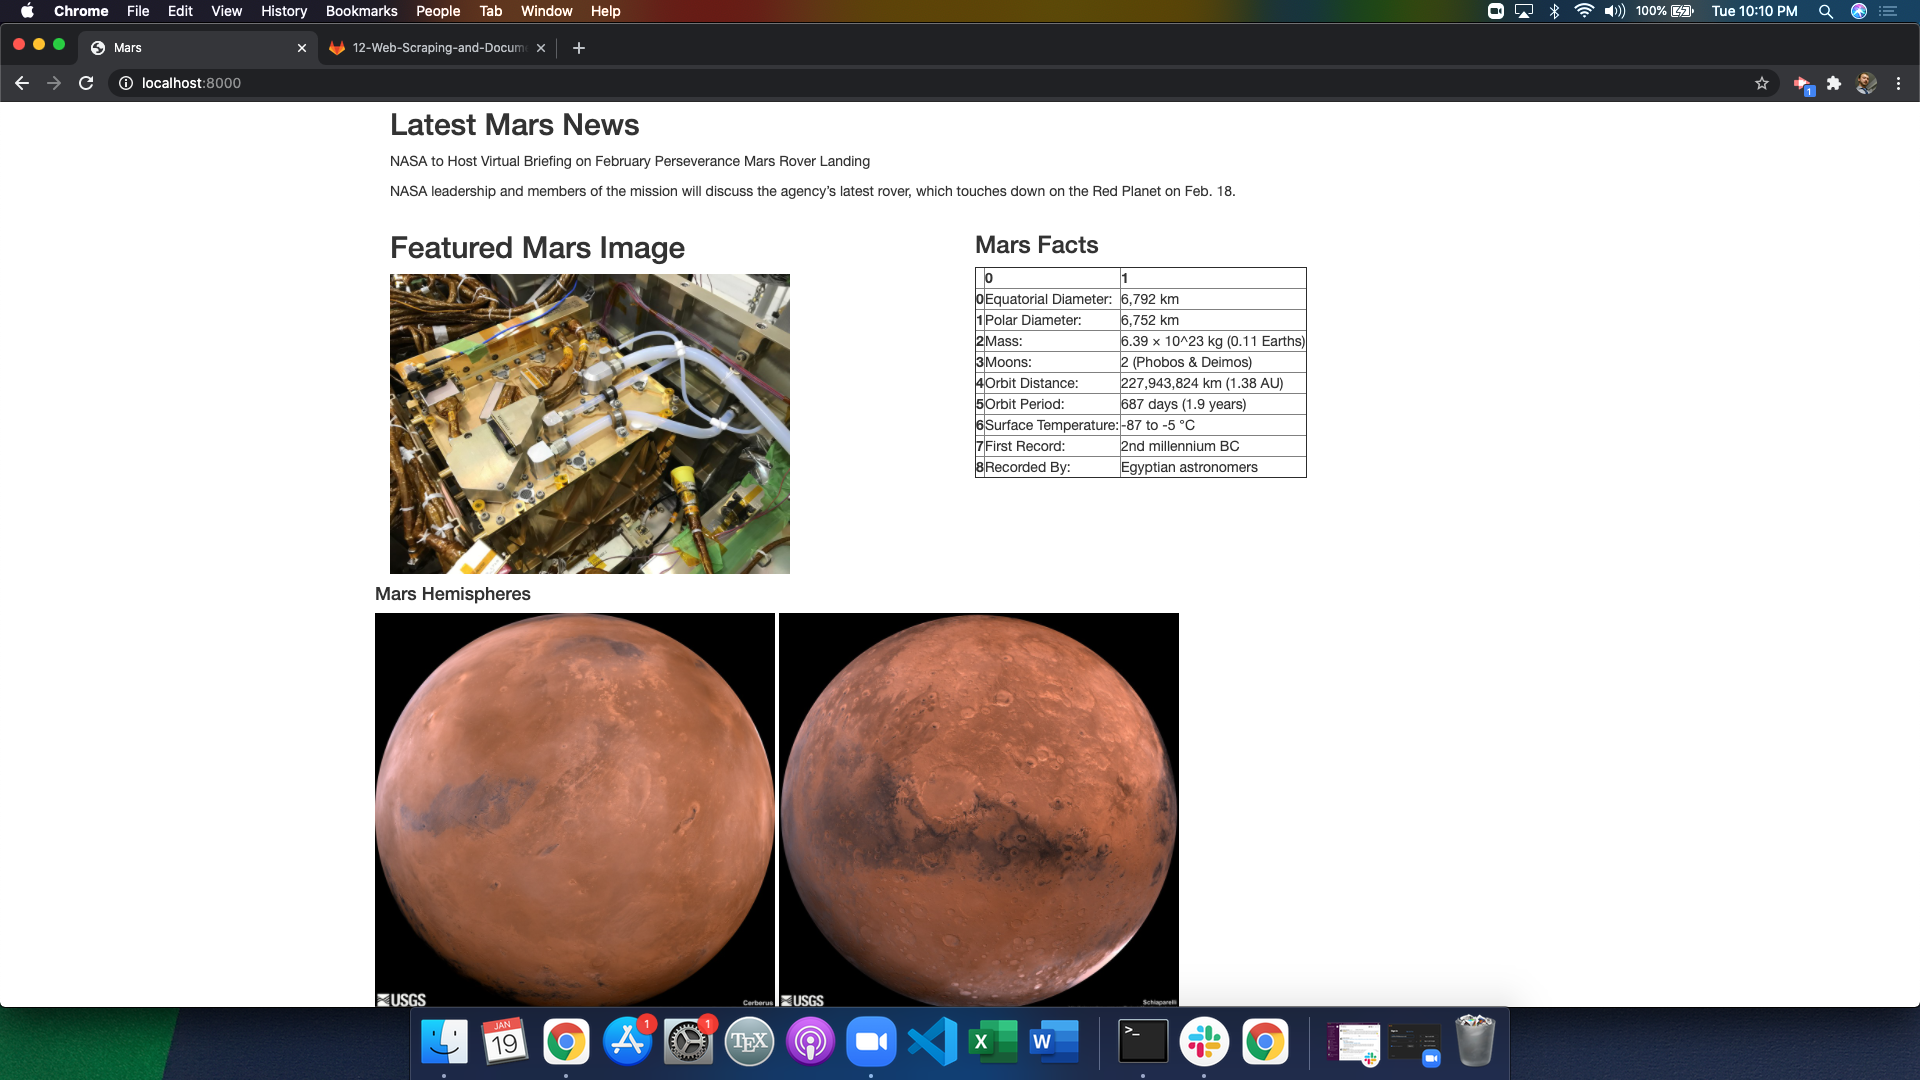 Chrome File Edit View History Bookmarks People Tab Window Help 100% Tue 10:10 PM
Mars 12-Web-Scraping-and-Docum
localhost:8000
1
Latest Mars News
NASA to Host Virtual Briefing on February Perseverance Mars Rover Landing
NASA leadership and members of the mission will discuss the agency’s latest rover, which touches down on the Red Planet on Feb. 18.
Featured Mars Image
Mars Facts
0 1
0 Equatorial Diameter: 6,792 km
1 Polar Diameter: 6,752 km
2 Mass: 6.39 × 10^23 kg (0.11 Earths)
3 Moons: 2 (Phobos & Deimos)
4 Orbit Distance: 227,943,824 km (1.38 AU)
5 Orbit Period: 687 days (1.9 years)
6 Surface Temperature: -87 to -5 °C
7 First Record: 2nd millennium BC
8 Recorded By: Egyptian astronomers
Mars Hemispheres
USGS Cerberus USGS Schiaparelli
JAN
19
1
1
TEX
X
W
>_